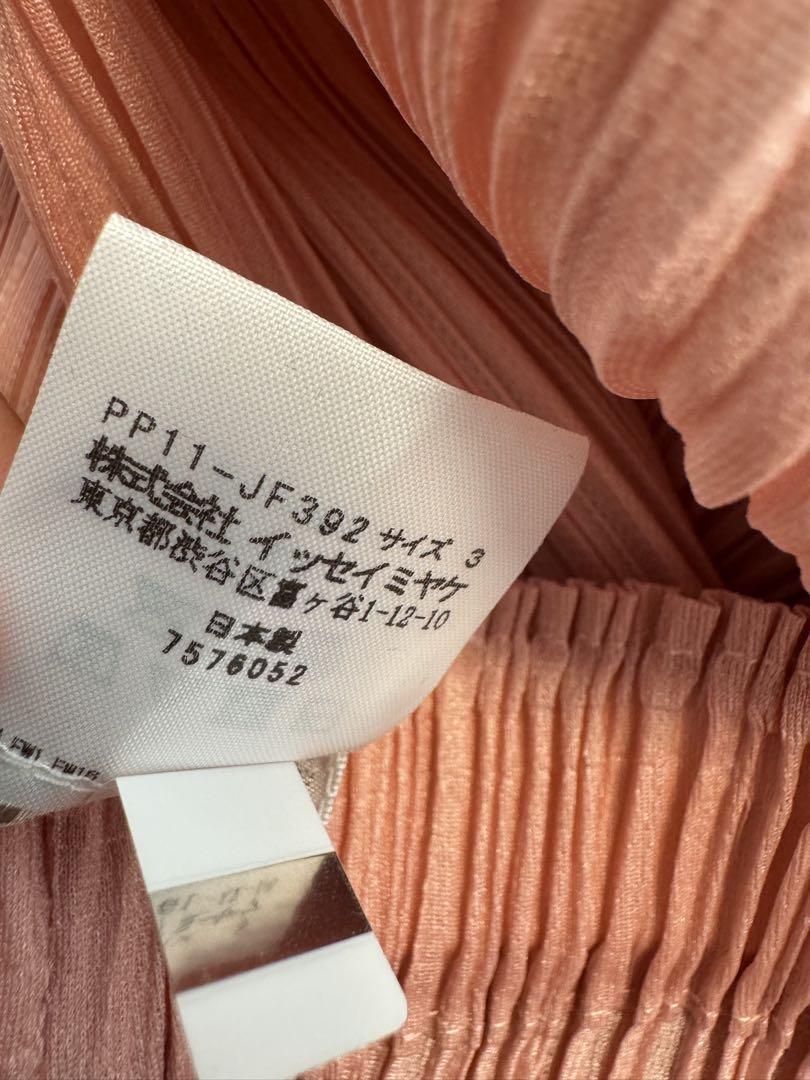 PP11-JF392 サイズ 3
株式会社 イッセイミヤケ
東京都渋谷区富ヶ谷1-12-10
日本製
7576052